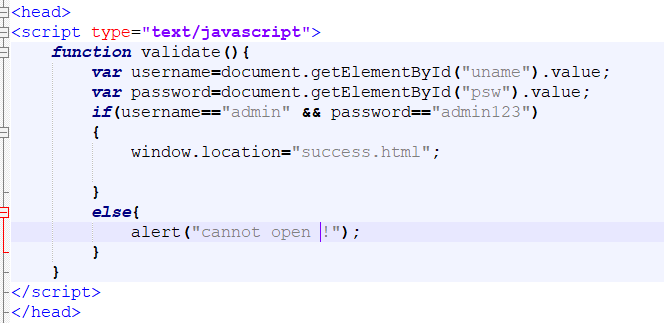 <head>
<script type="text/javascript">
function validate(){
var username=document.getElementById("uname").value;
var password=document.getElementById("psw").value;
if(username=="admin" && password=="admin123")
{
window.location="success.html";
}
else{
alert("cannot open !");
}
}
</script>
</head>